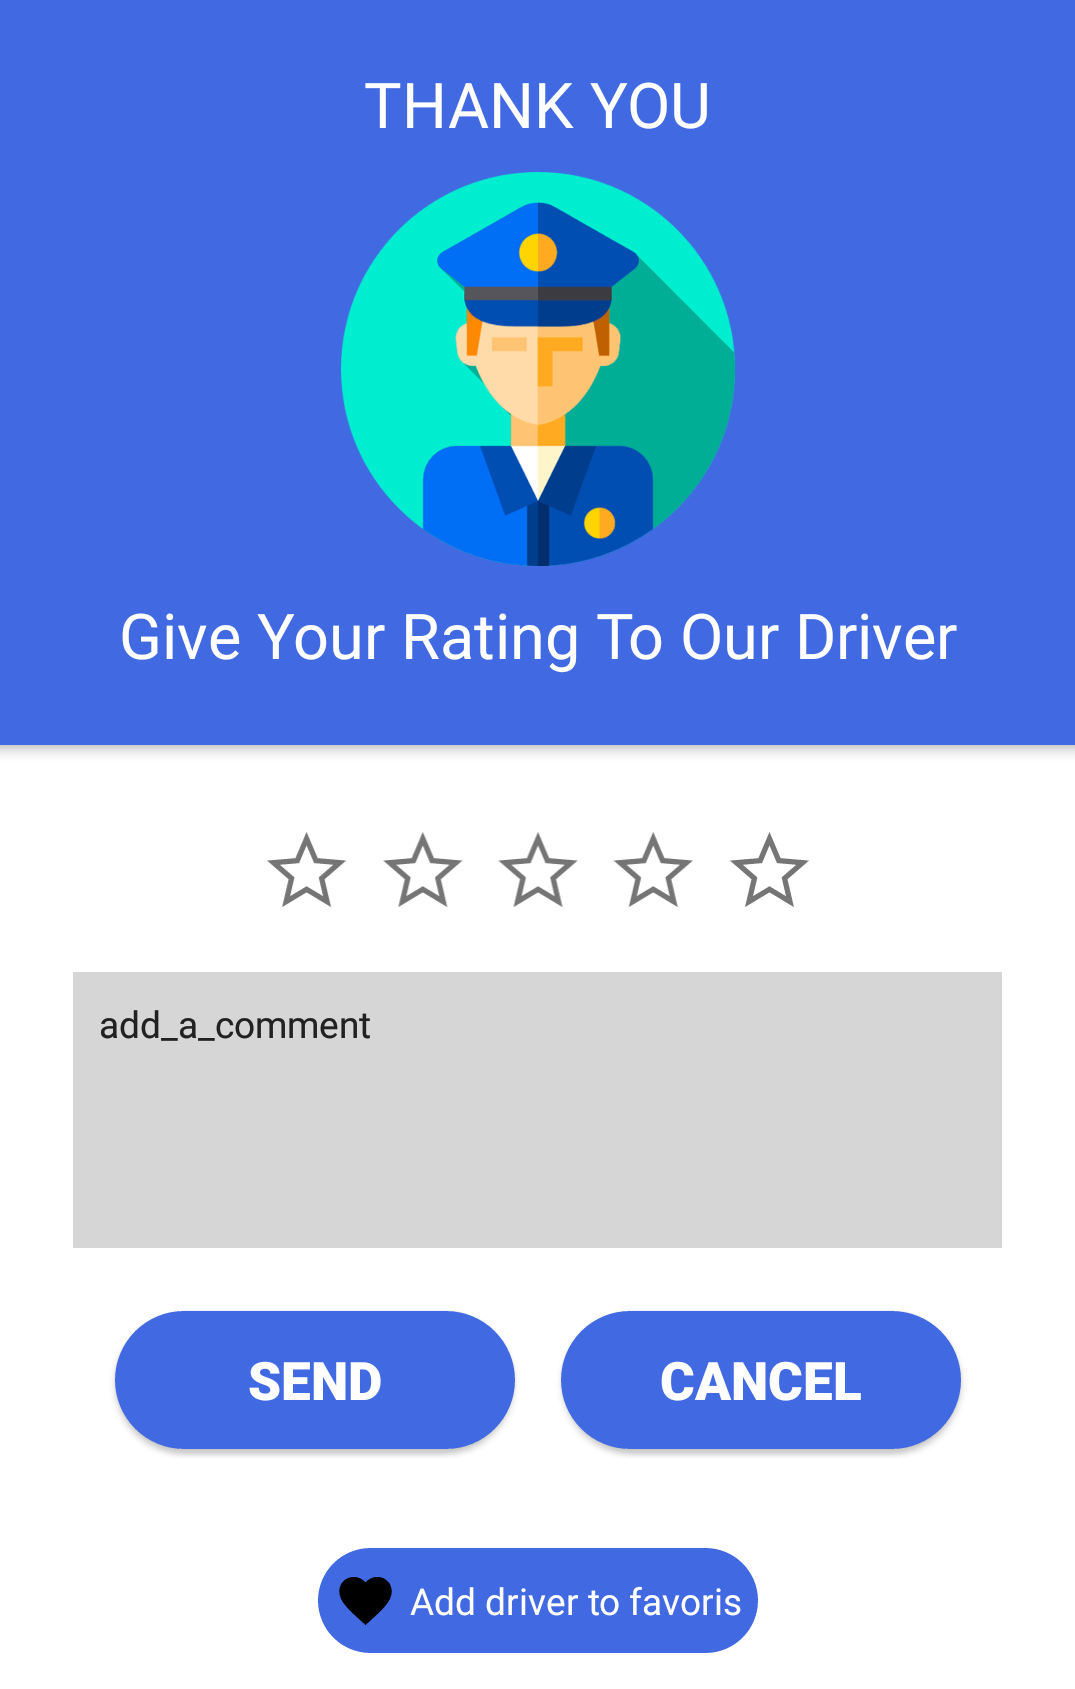 THANK YOU
Give Your Rating To Our Driver
add_a_comment
SEND
CANCEL
Add driver to favoris